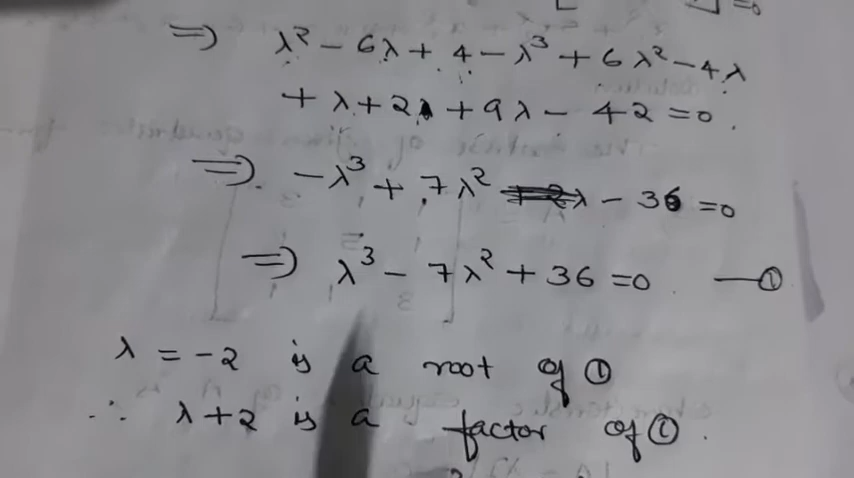 ] = 0
⇒ λ² − 6λ + 4 − λ³ + 6λ² − 4λ
+ λ + 2λ + 9λ − 42 = 0.
⇒. −λ³ + 7λ² − 36 = 0
⇒ λ³ − 7λ² + 36 = 0. —①
λ = −2 is a root of ①
∴ λ + 2 is a factor of ①.